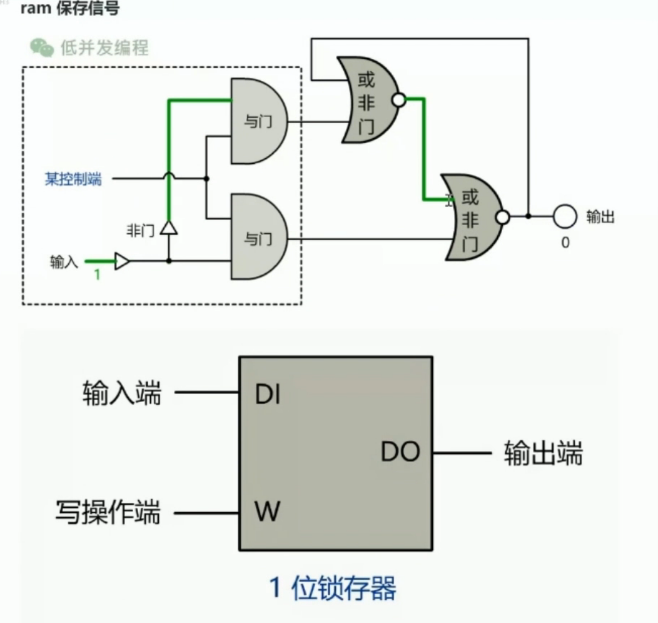 ram 保存信号
低并发编程
或非门
与门
某控制端
或非门
输出
非门
与门
0
输入
1
输入端
DI
DO
输出端
写操作端
W
1 位锁存器